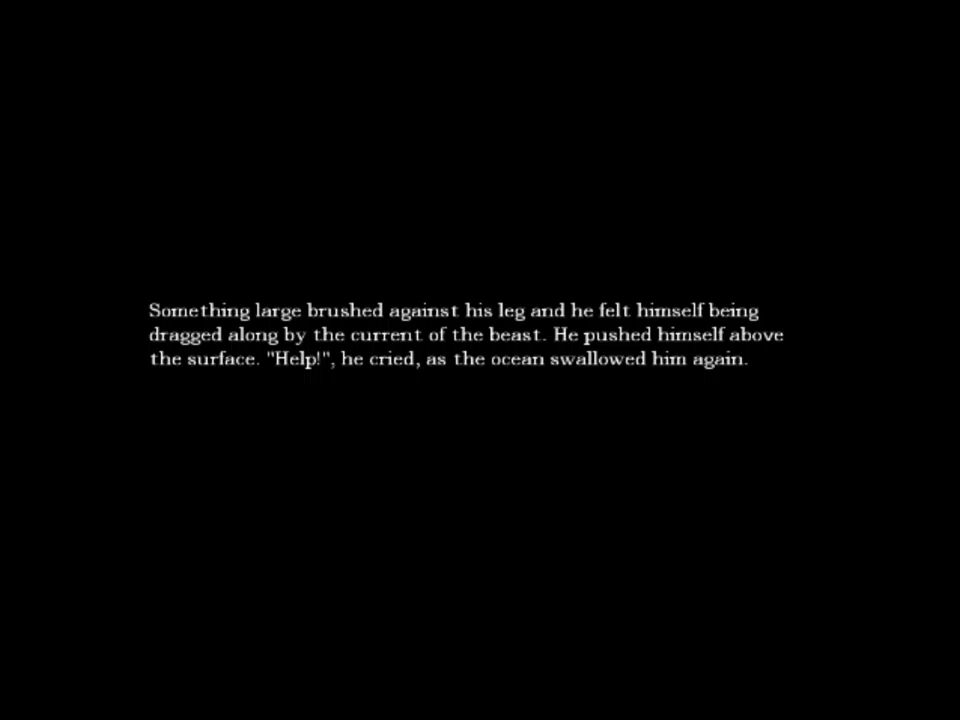 Something large brushed against his leg and he felt himself being
dragged along by the current of the beast. He pushed himself above
the surface. "Help!", he cried, as the ocean swallowed him again.